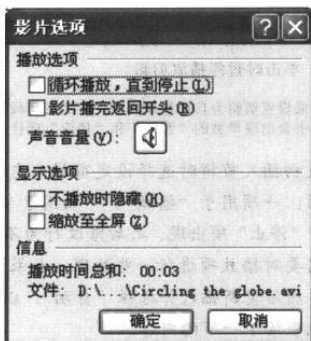 影片选项
播放选项
循环播放，直到停止(L)
影片播完返回开头(R)
声音音量(V):
显示选项
不播放时隐藏(H)
缩放至全屏(Z)
信息
播放时间总和: 00:03
文件: D:\...\Circling the globe.avi
确定 取消